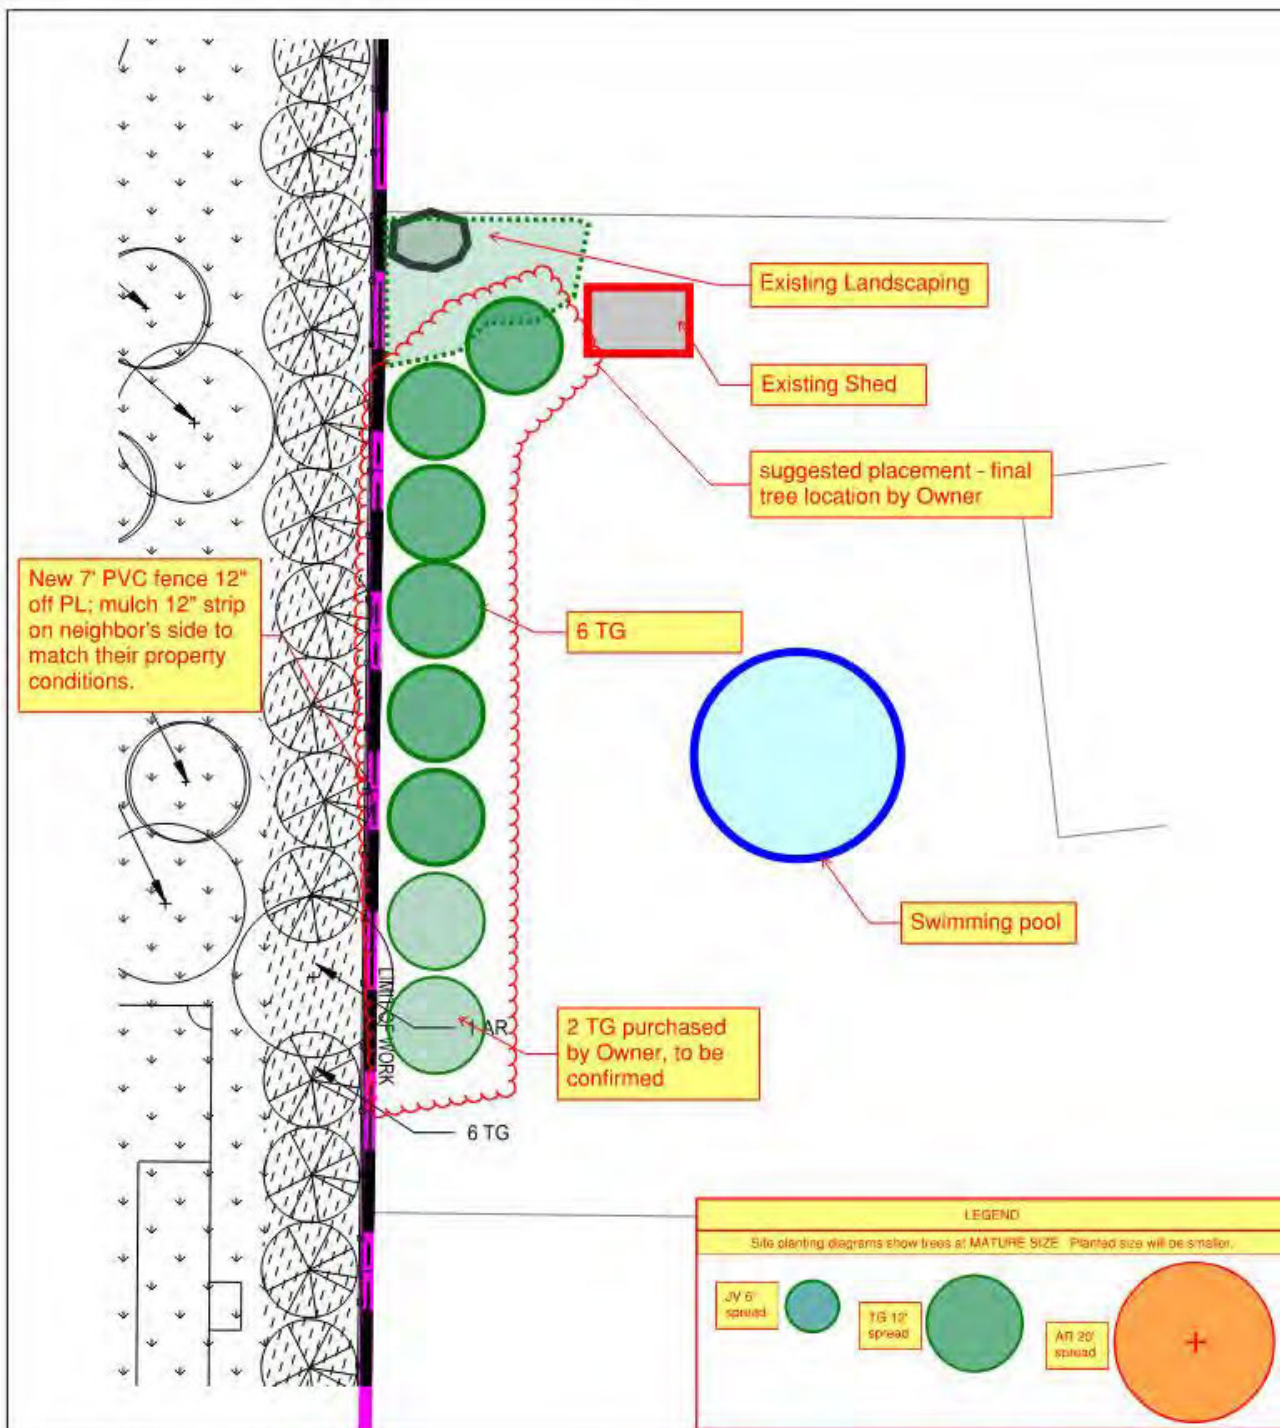 Existing Landscaping
Existing Shed
suggested placement - final
tree location by Owner
New 7' PVC fence 12"
off PL; mulch 12" strip
on neighbor's side to
match their property
conditions.
6 TG
Swimming pool
LIMIT OF WORK
1 AR
2 TG purchased
by Owner, to be
confirmed
6 TG
LEGEND
Site planting diagrams show trees at MATURE SIZE Planted size will be smaller.
JV 6'
spread
TG 12'
spread
AR 20'
spread